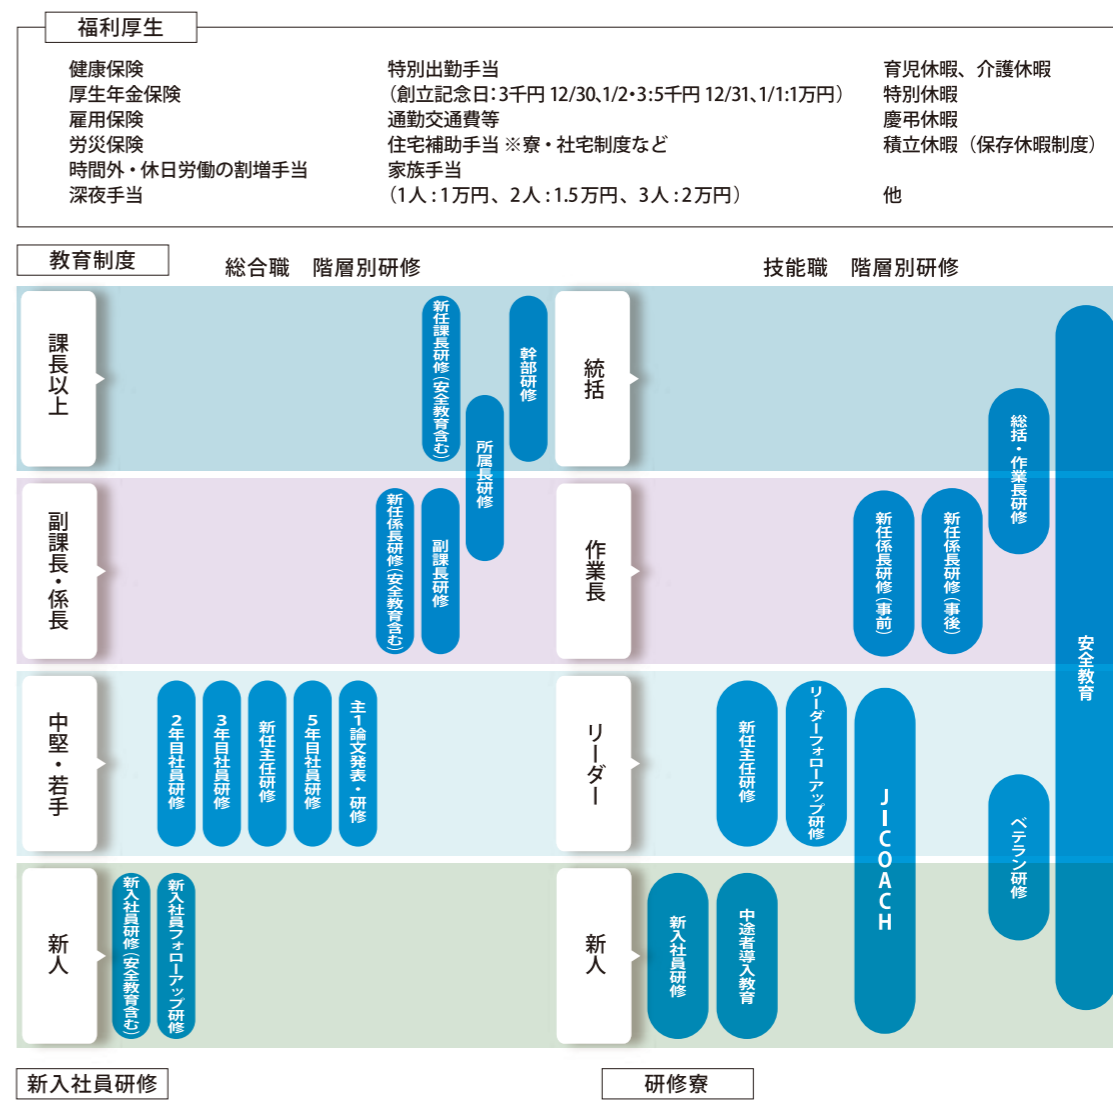 福利厚生
健康保険
厚生年金保険
雇用保険
労災保険
時間外・休日労働の割増手当
深夜手当
特別出勤手当
（創立記念日：3千円 12/30、1/2・3：5千円 12/31、1/1：1万円）
通勤交通費等
住宅補助手当 ※寮・社宅制度など
家族手当
（1人：1万円、2人：1.5万円、3人：2万円）
育児休暇、介護休暇
特別休暇
慶弔休暇
積立休暇（保存休暇制度）
他
教育制度
総合職　階層別研修
課長以上
新任課長研修（安全教育含む）
所属長研修
幹部研修
副課長・係長
新任係長研修（安全教育含む）
副課長研修
中堅・若手
2年目社員研修
3年目社員研修
新任主任研修
5年目社員研修
主1論文発表・研修
新人
新入社員研修（安全教育含む）
新入社員フォローアップ研修
技能職　階層別研修
統括
総括・作業長研修
安全教育
作業長
新任係長研修（事前）
新任係長研修（事後）
リーダー
新任主任研修
リーダーフォローアップ研修
JICOACH
ベテラン研修
新人
新入社員研修
中途者導入教育
新入社員研修
研修寮